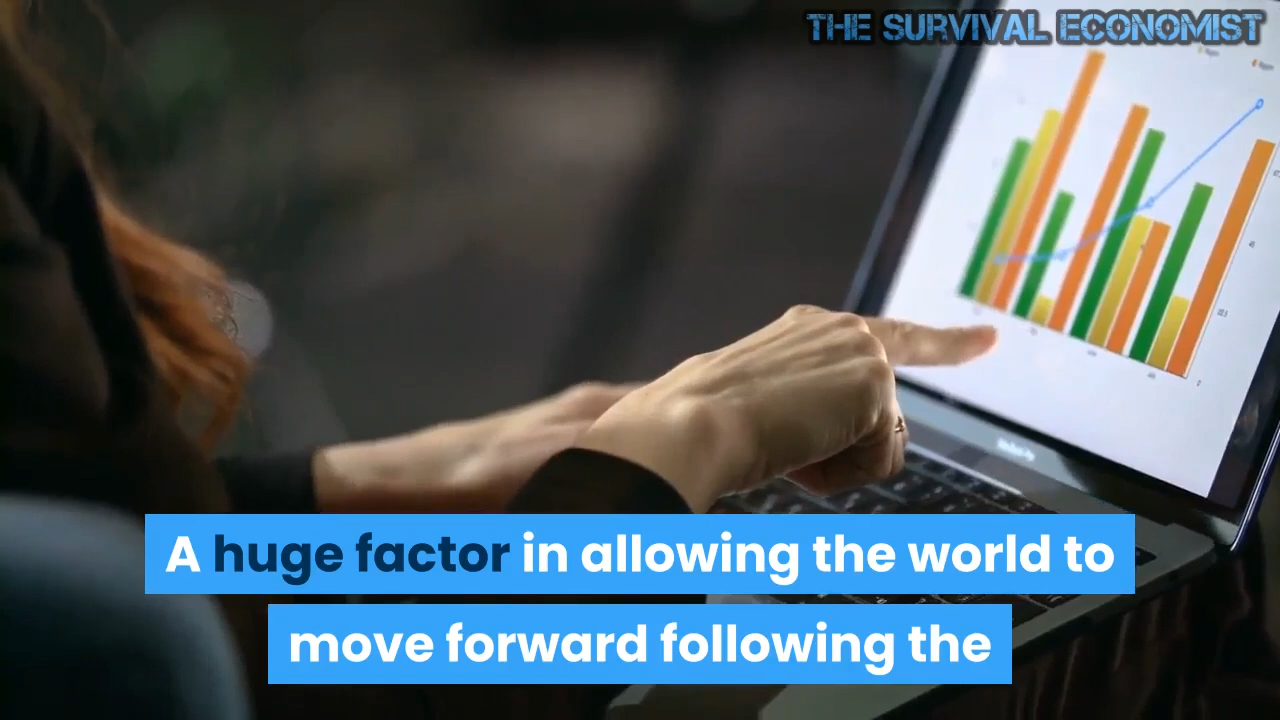 THE SURVIVAL ECONOMIST
A huge factor in allowing the world to
move forward following the